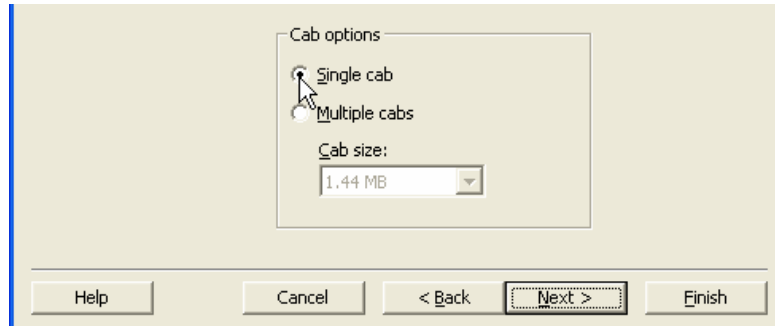 Cab options
Single cab
Multiple cabs
Cab size:
1.44 MB
Help Cancel < Back Next > Finish